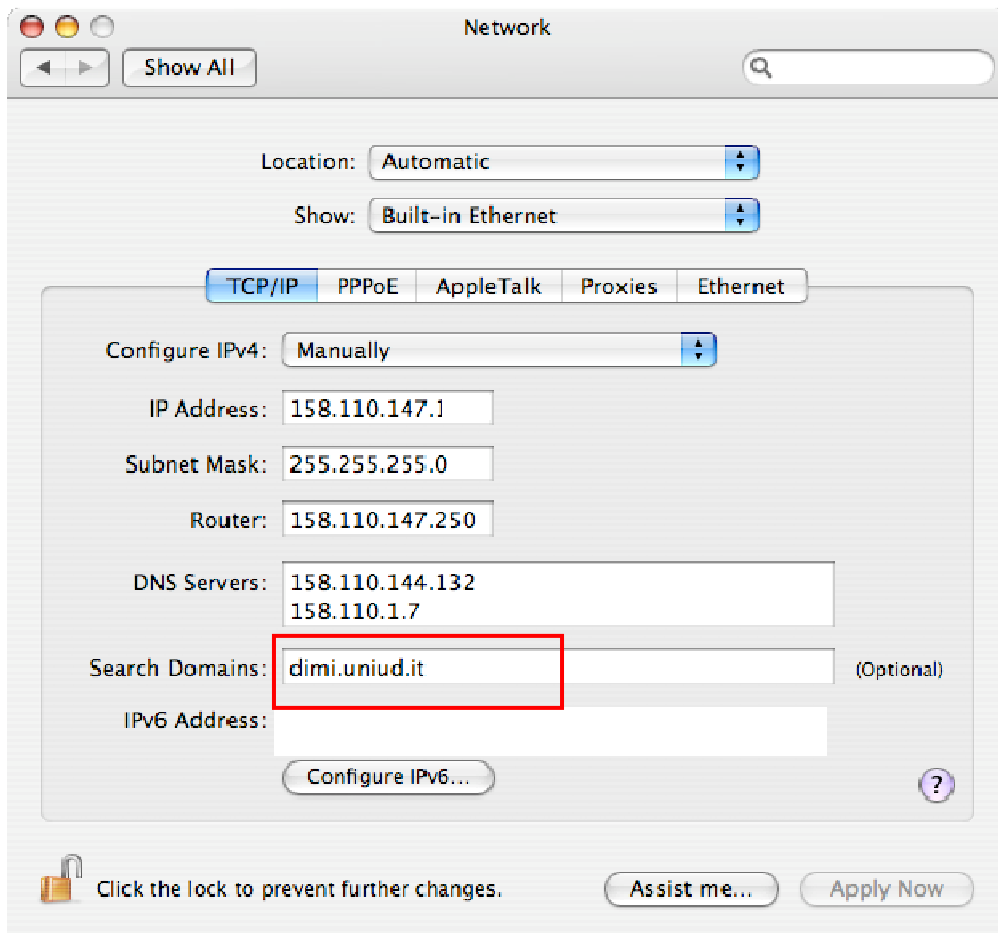 Network
Show All
Location: Automatic
Show: Built-in Ethernet
TCP/IP PPPoE AppleTalk Proxies Ethernet
Configure IPv4: Manually
IP Address: 158.110.147.1
Subnet Mask: 255.255.255.0
Router: 158.110.147.250
DNS Servers: 158.110.144.132
158.110.1.7
Search Domains: dimi.uniud.it (Optional)
IPv6 Address:
Configure IPv6...
?
Click the lock to prevent further changes.
Assist me... Apply Now